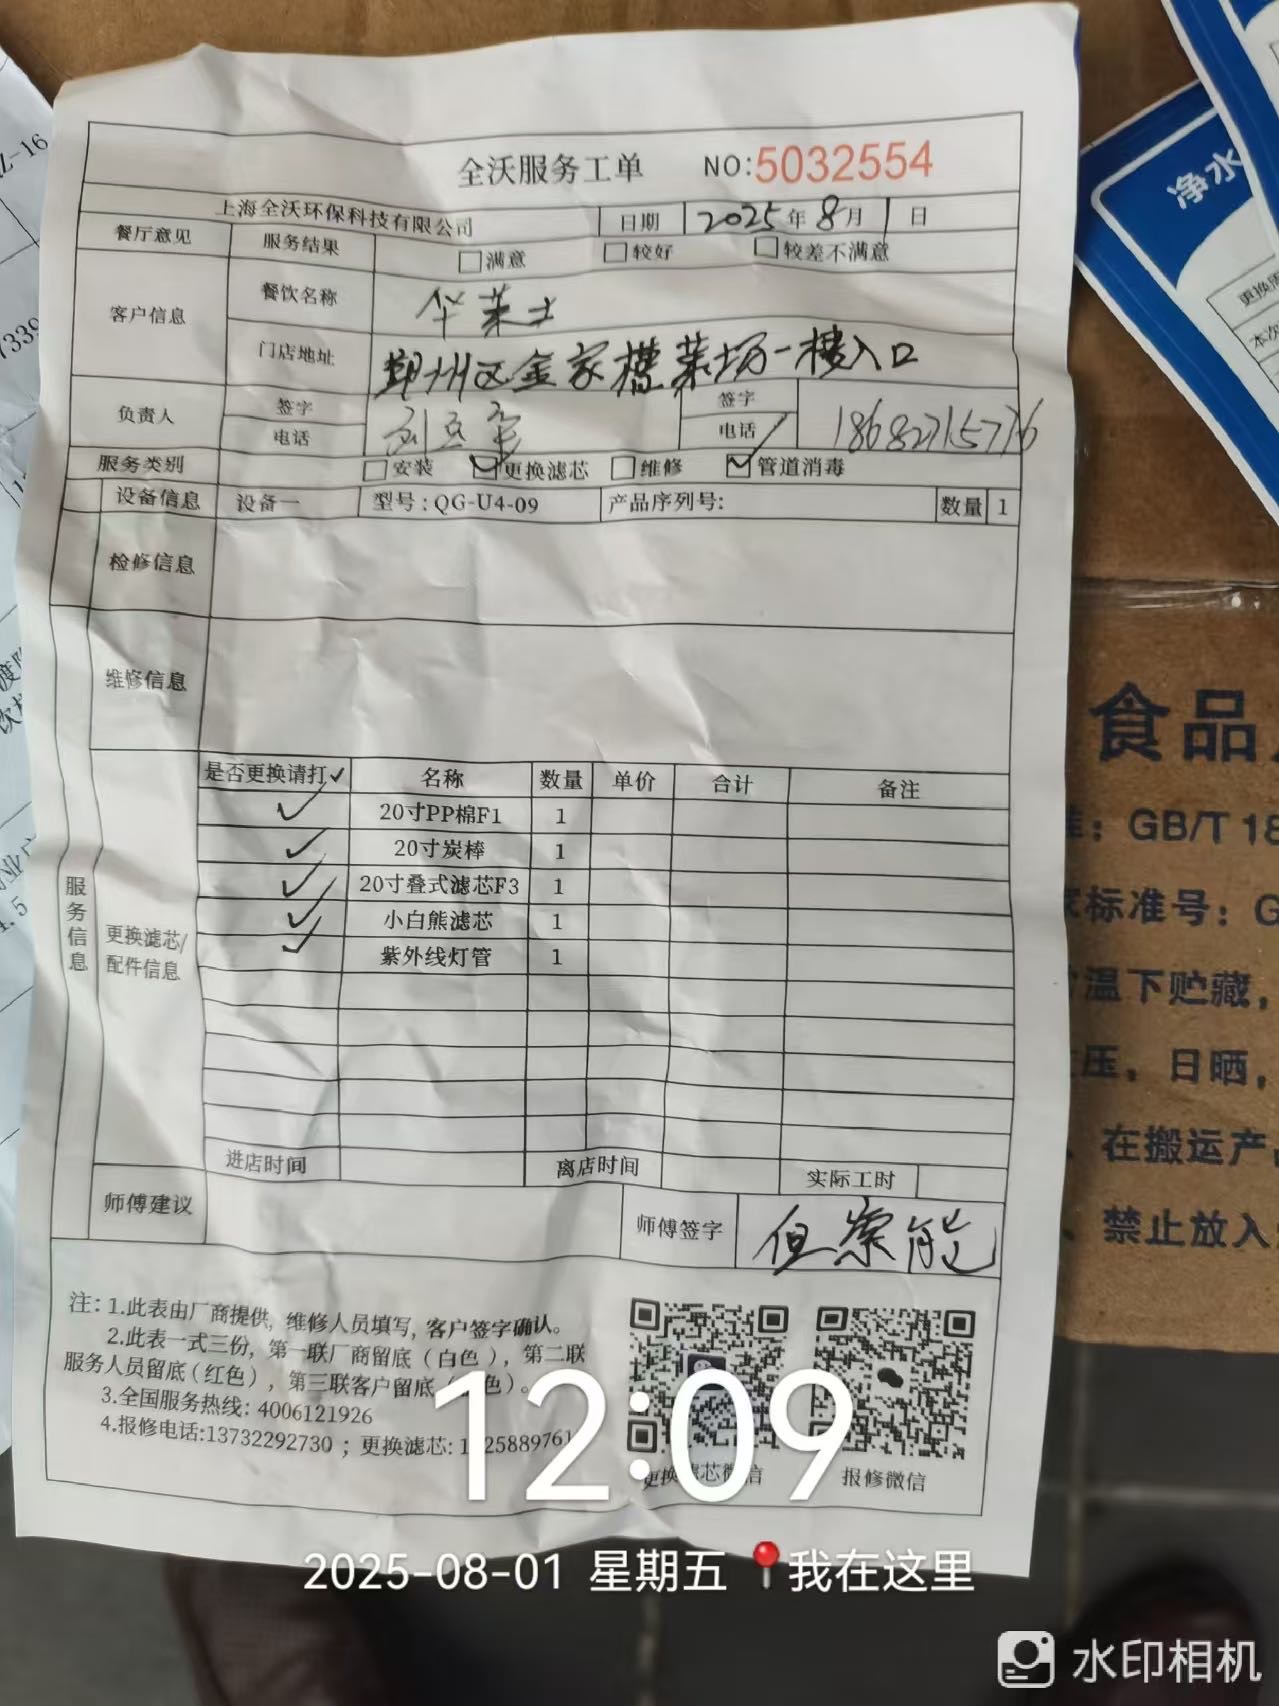 全沃服务工单 NO:5032554
上海全沃环保科技有限公司 日期 2025年8月1日
餐厅意见 服务结果 □满意 □较好 □较差不满意
客户信息 餐饮名称 华莱士
门店地址 鄞州区金家槽菜场一楼入口
负责人 签字 签字
电话 电话 18682715776
服务类别 □安装 ☑更换滤芯 □维修 ☑管道消毒
设备信息 设备一 型号:QG-U4-09 产品序列号: 数量 1
检修信息
维修信息
服务信息
更换滤芯/
配件信息
是否更换请打✓ 名称 数量 单价 合计 备注
✓ 20寸PP棉F1 1
✓ 20寸炭棒 1
✓ 20寸叠式滤芯F3 1
✓ 小白熊滤芯 1
✓ 紫外线灯管 1
进店时间 离店时间 实际工时
师傅建议 师傅签字
注: 1.此表由厂商提供, 维修人员填写, 客户签字确认。
2.此表一式三份, 第一联厂商留底(白色), 第二联
服务人员留底(红色), 第三联客户留底(色)。
3.全国服务热线: 4006121926
4.报修电话:13732292730 ; 更换滤芯:
更换滤芯微信 报修微信
12:09
2025-08-01 星期五 📍我在这里
水印相机
净水
更换
本次
Z-16
食品
GB/T 18
标准号: G
温下贮藏,
压, 日晒,
在搬运产
禁止放入